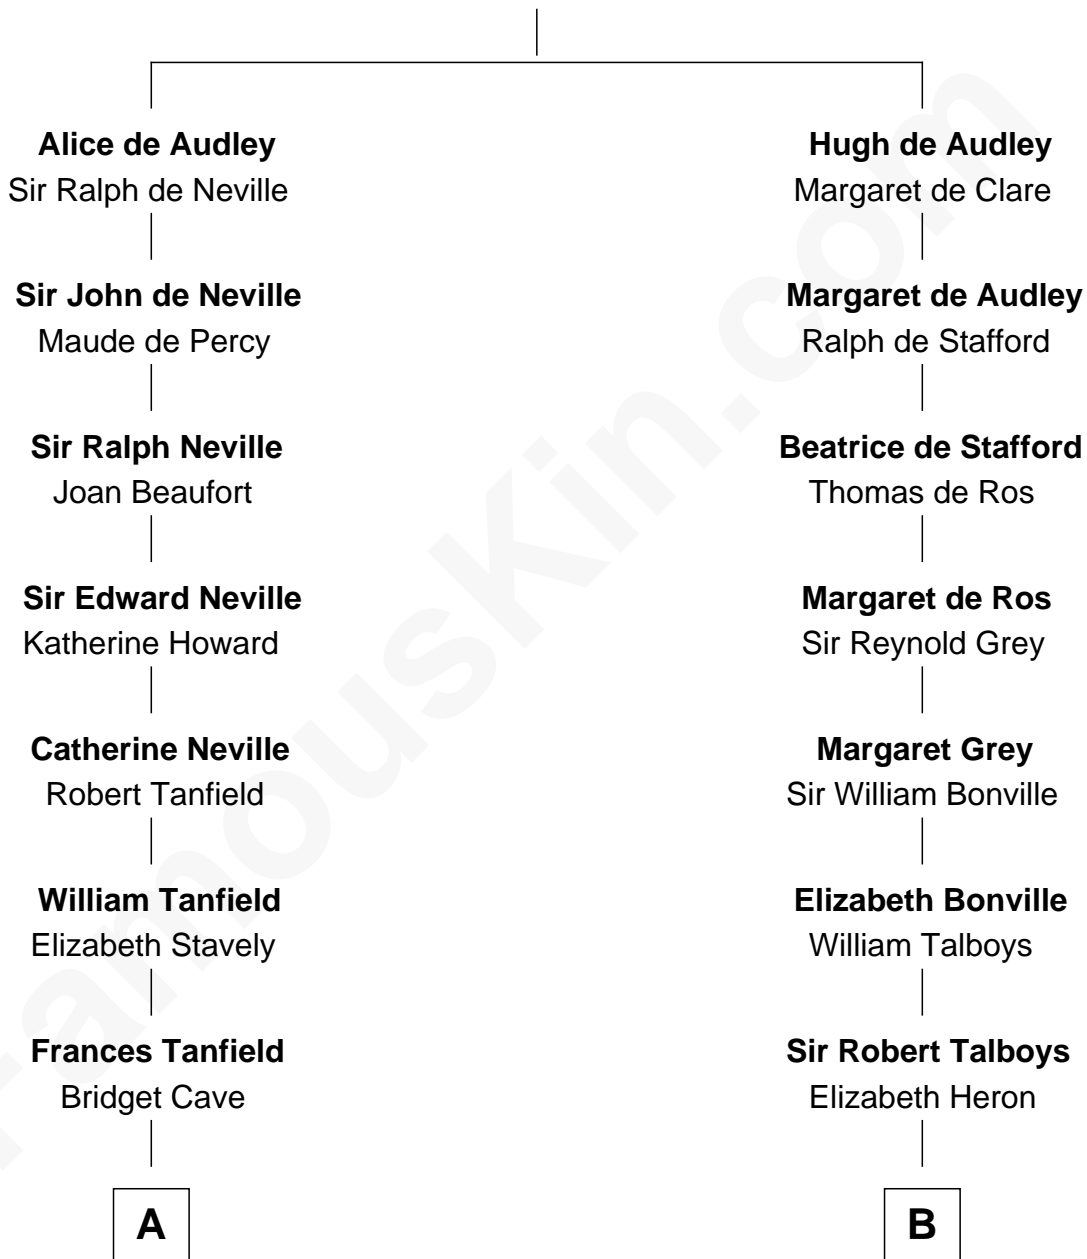 Alice de Audley
Sir Ralph de Neville
Sir John de Neville
Maude de Percy
Sir Ralph Neville
Joan Beaufort
Sir Edward Neville
Katherine Howard
Catherine Neville
Robert Tanfield
William Tanfield
Elizabeth Stavely
Frances Tanfield
Bridget Cave
A
Hugh de Audley
Margaret de Clare
Margaret de Audley
Ralph de Stafford
Beatrice de Stafford
Thomas de Ros
Margaret de Ros
Sir Reynold Grey
Margaret Grey
Sir William Bonville
Elizabeth Bonville
William Talboys
Sir Robert Talboys
Elizabeth Heron
B
FamousKin.com